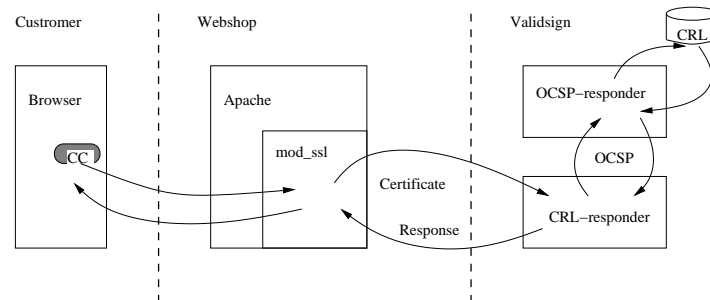 Custromer
Webshop
Validsign
CRL
Browser
Apache
OCSP−responder
CC
mod_ssl
OCSP
Certificate
CRL−responder
Response